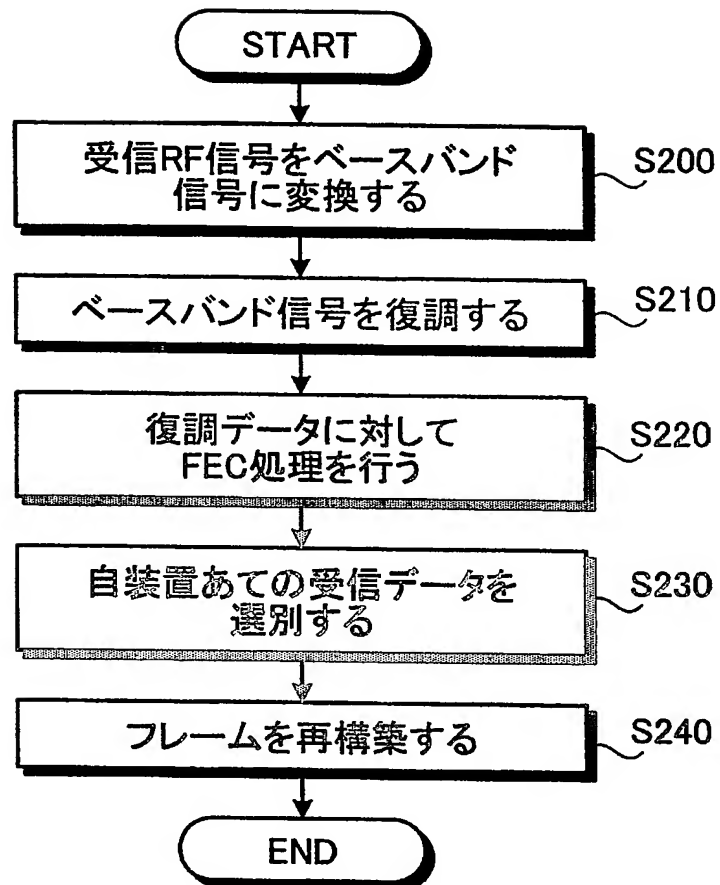 START
受信RF信号をベースバンド
信号に変換する
S200
ベースバンド信号を復調する
S210
復調データに対して
FEC処理を行う
S220
自装置あての受信データを
選別する
S230
フレームを再構築する
S240
END